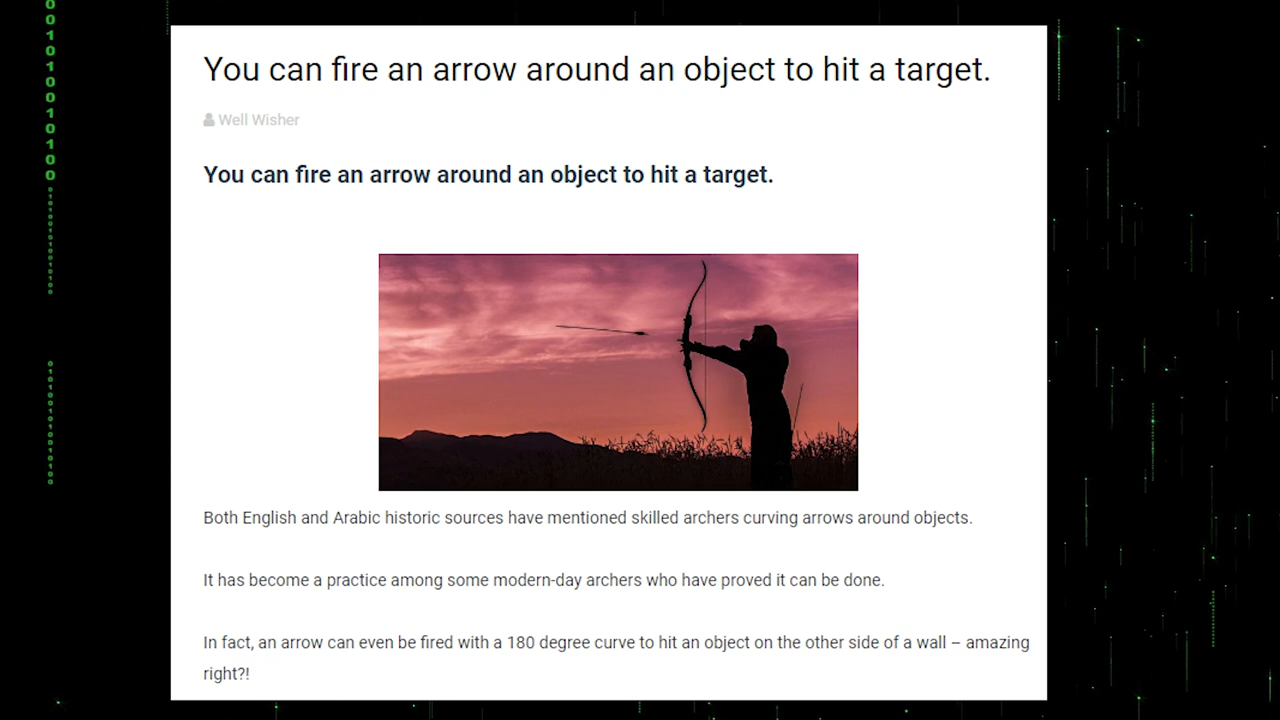 You can fire an arrow around an object to hit a target.
Well Wisher
You can fire an arrow around an object to hit a target.
Both English and Arabic historic sources have mentioned skilled archers curving arrows around objects.
It has become a practice among some modern-day archers who have proved it can be done.
In fact, an arrow can even be fired with a 180 degree curve to hit an object on the other side of a wall – amazing
right?!